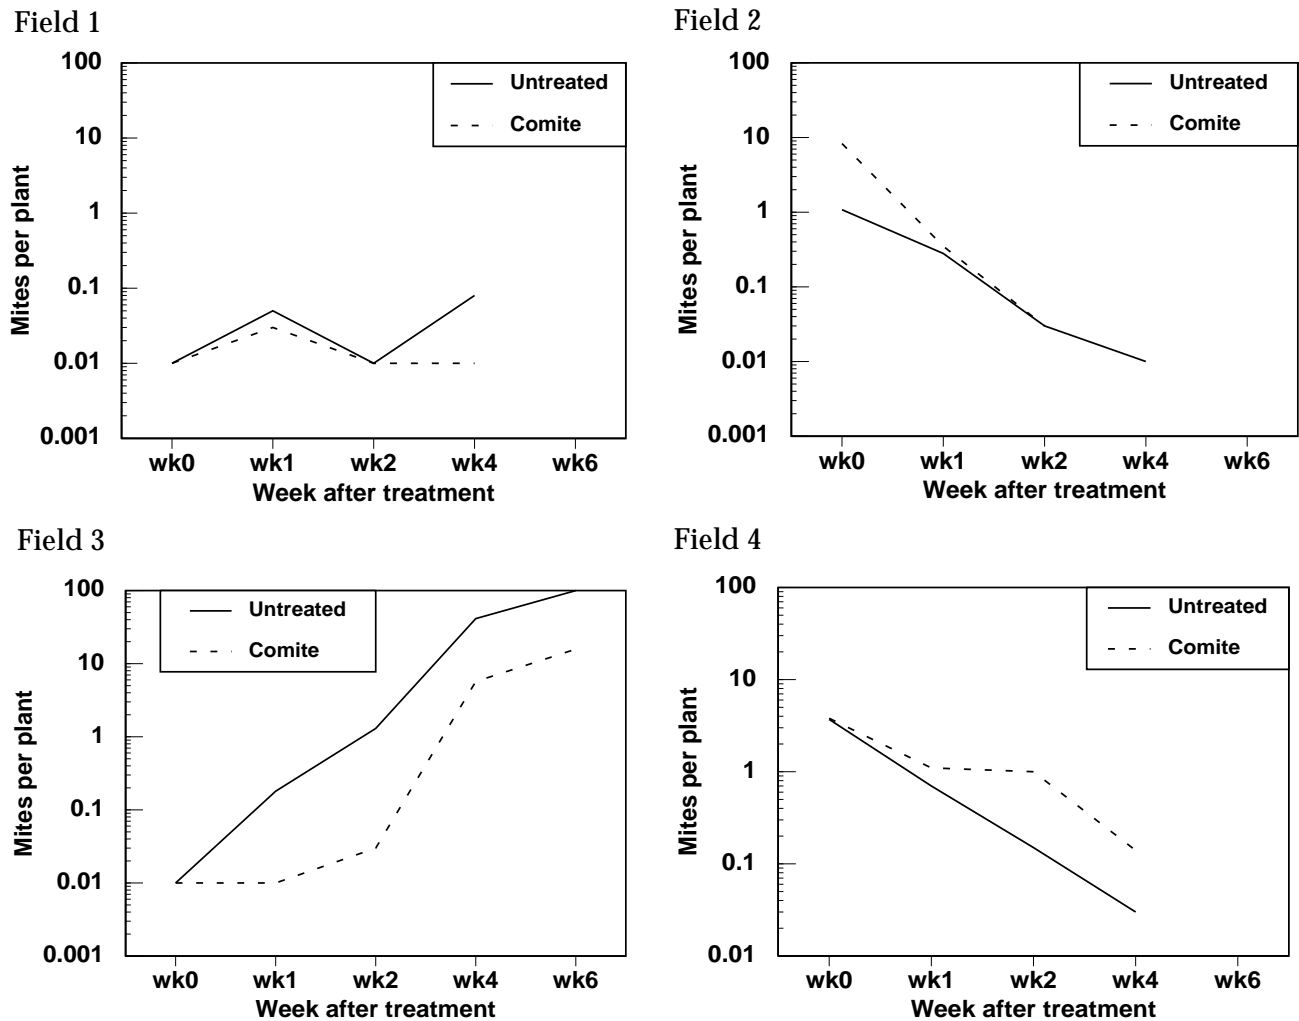 Field 1
100
10
1
0.1
0.01
0.001
Mites per plant
Untreated
Comite
wk0 wk1 wk2 wk4 wk6
Week after treatment
Field 2
100
10
1
0.1
0.01
0.001
Mites per plant
Untreated
Comite
wk0 wk1 wk2 wk4 wk6
Week after treatment
Field 3
100
10
1
0.1
0.01
0.001
Mites per plant
Untreated
Comite
wk0 wk1 wk2 wk4 wk6
Week after treatment
Field 4
100
10
1
0.1
0.01
Mites per plant
Untreated
Comite
wk0 wk1 wk2 wk4 wk6
Week after treatment